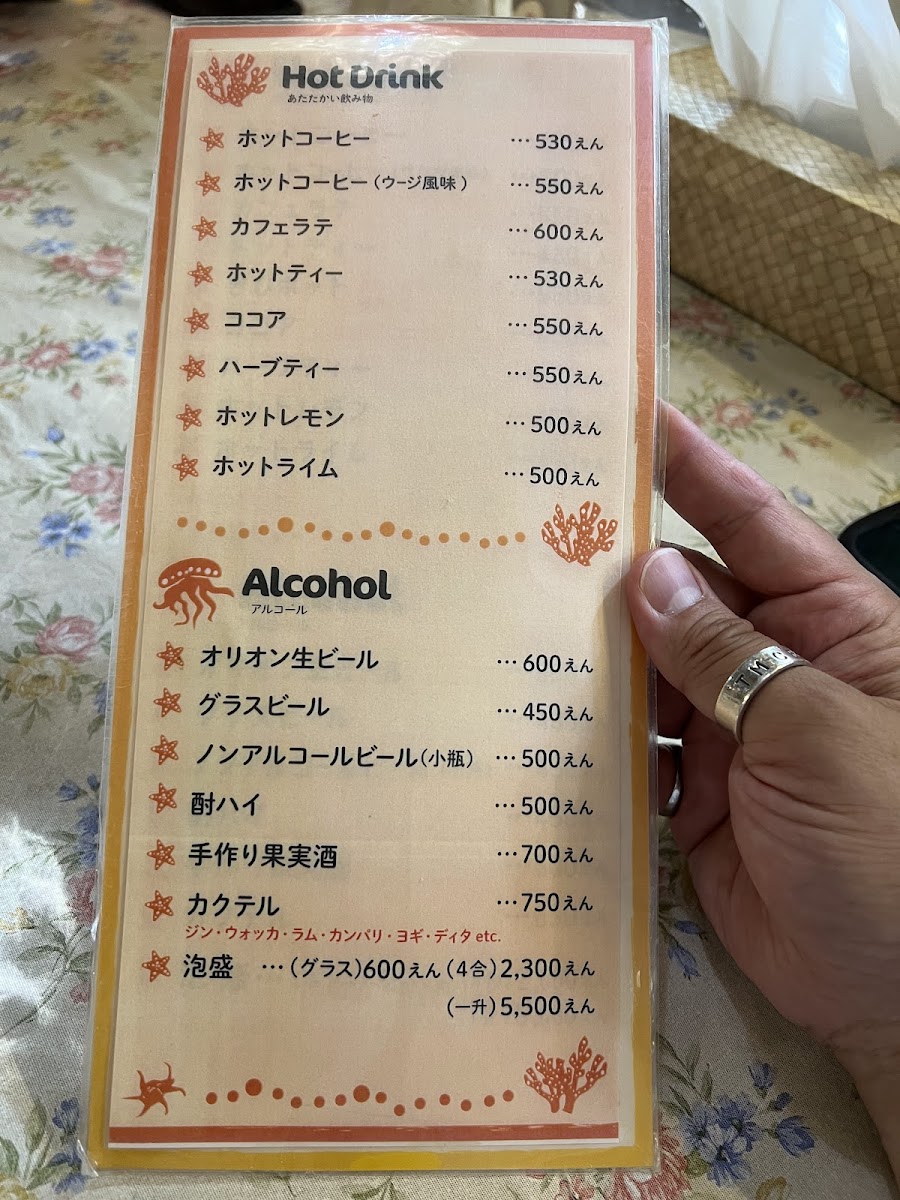 Hot Drink
あたたかい飲み物
ホットコーヒー …530えん
ホットコーヒー(ウージ風味) …550えん
カフェラテ …600えん
ホットティー …530えん
ココア …550えん
ハーブティー …550えん
ホットレモン …500えん
ホットライム …500えん
Alcohol
アルコール
オリオン生ビール …600えん
グラスビール …450えん
ノンアルコールビール(小瓶) …500えん
酎ハイ …500えん
手作り果実酒 …700えん
カクテル …750えん
ジン・ウォッカ・ラム・カンパリ・ヨギ・ディタ etc.
泡盛 …(グラス)600えん(4合)2,300えん
(一升)5,500えん
TMC